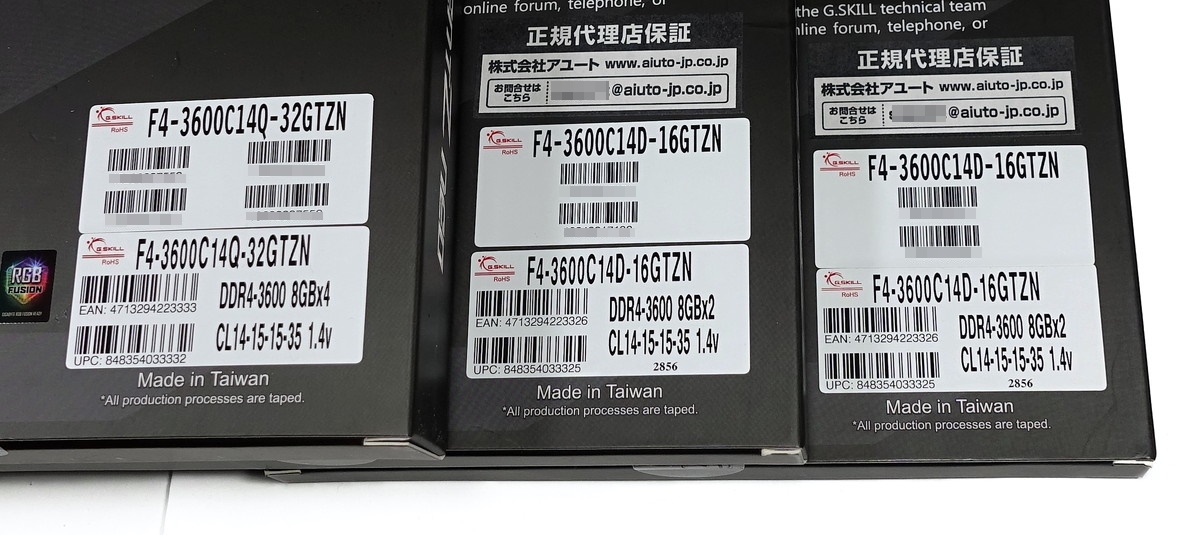 F4-3600C14Q-32GTZN
G.SKILL
RoHS
F4-3600C14Q-32GTZN
G.SKILL
RoHS
DDR4-3600 8GBx4
EAN: 4713294223333
CL14-15-15-35 1.4v
UPC: 848354033332
Made in Taiwan
*All production processes are taped.
RGB
FUSION
online forum, telephone, or
正規代理店保証
株式会社アユート www.aiuto-jp.co.jp
お問合せは
こちら
@aiuto-jp.co.jp
F4-3600C14D-16GTZN
G.SKILL
RoHS
F4-3600C14D-16GTZN
G.SKILL
RoHS
DDR4-3600 8GBx2
EAN: 4713294223326
CL14-15-15-35 1.4v
UPC: 848354033325
2856
Made in Taiwan
*All production processes are taped.
the G.SKILL technical team
online forum, telephone, or
正規代理店保証
株式会社アユート www.aiuto-jp.co.jp
お問合せは
こちら
@aiuto-jp.co.jp
F4-3600C14D-16GTZN
G.SKILL
RoHS
F4-3600C14D-16GTZN
G.SKILL
RoHS
DDR4-3600 8GBx2
EAN: 4713294223326
CL14-15-15-35 1.4v
UPC: 848354033325
2856
Made in Taiwan
*All production processes are taped.